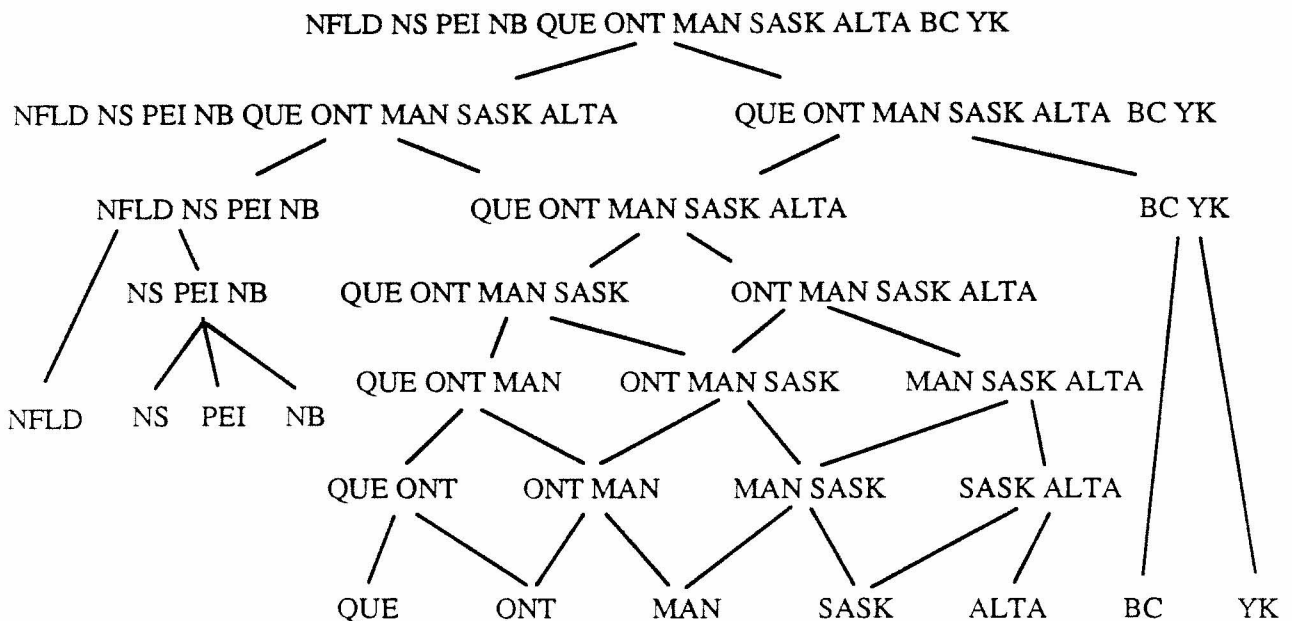 NFLD NS PEI NB QUE ONT MAN SASK ALTA BC YK
NFLD NS PEI NB QUE ONT MAN SASK ALTA
QUE ONT MAN SASK ALTA BC YK
NFLD NS PEI NB
QUE ONT MAN SASK ALTA
BC YK
NS PEI NB
QUE ONT MAN SASK
ONT MAN SASK ALTA
QUE ONT MAN
ONT MAN SASK
MAN SASK ALTA
NFLD
NS
PEI
NB
QUE ONT
ONT MAN
MAN SASK
SASK ALTA
QUE
ONT
MAN
SASK
ALTA
BC
YK